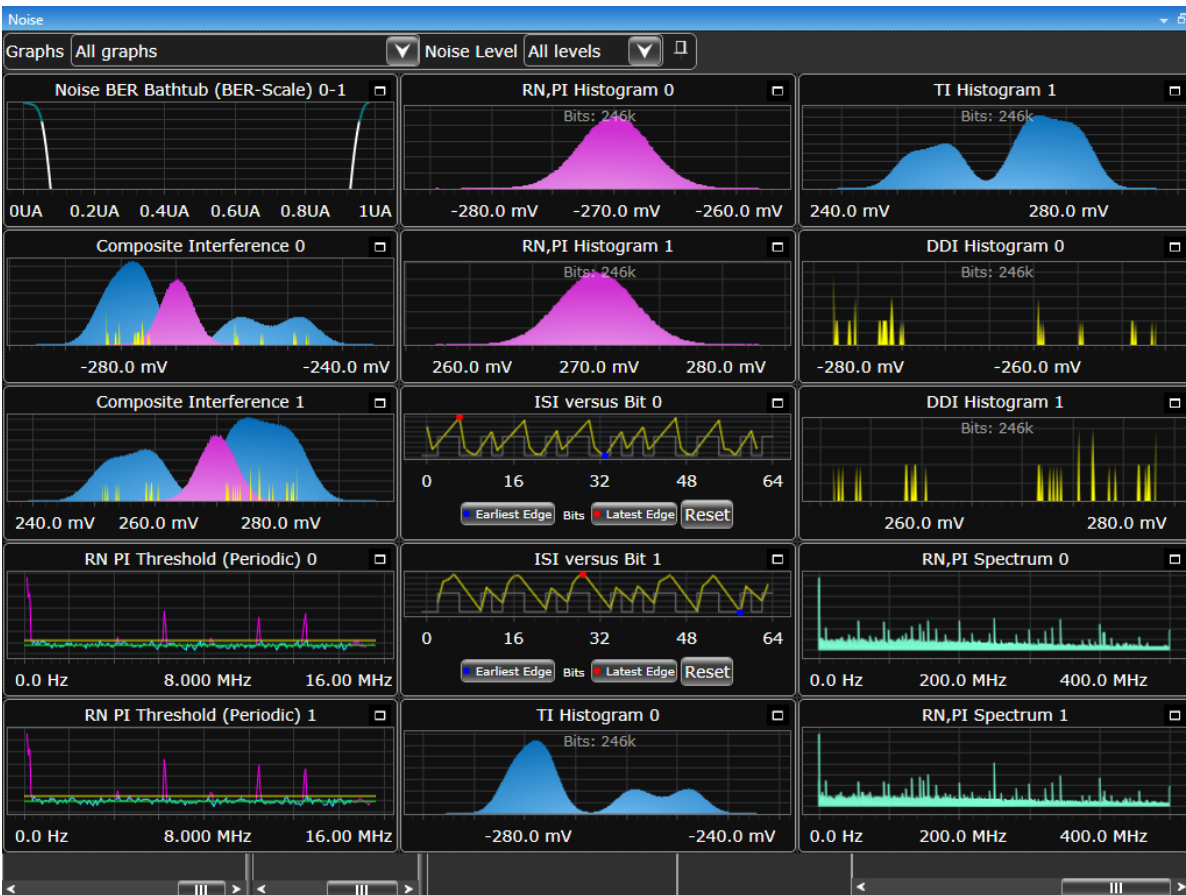 Noise
Graphs All graphs Noise Level All levels
Noise BER Bathtub (BER-Scale) 0-1
0UA 0.2UA 0.4UA 0.6UA 0.8UA 1UA
RN,PI Histogram 0
Bits: 246k
-280.0 mV -270.0 mV -260.0 mV
TI Histogram 1
Bits: 246k
240.0 mV 280.0 mV
Composite Interference 0
-280.0 mV -240.0 mV
RN,PI Histogram 1
Bits: 246k
260.0 mV 270.0 mV 280.0 mV
DDI Histogram 0
Bits: 246k
-280.0 mV -260.0 mV
Composite Interference 1
240.0 mV 260.0 mV 280.0 mV
ISI versus Bit 0
0 16 32 48 64
Earliest Edge Bits Latest Edge Reset
DDI Histogram 1
Bits: 246k
260.0 mV 280.0 mV
RN PI Threshold (Periodic) 0
0.0 Hz 8.000 MHz 16.00 MHz
ISI versus Bit 1
0 16 32 48 64
Earliest Edge Bits Latest Edge Reset
RN,PI Spectrum 0
0.0 Hz 200.0 MHz 400.0 MHz
RN PI Threshold (Periodic) 1
0.0 Hz 8.000 MHz 16.00 MHz
TI Histogram 0
Bits: 246k
-280.0 mV -240.0 mV
RN,PI Spectrum 1
0.0 Hz 200.0 MHz 400.0 MHz